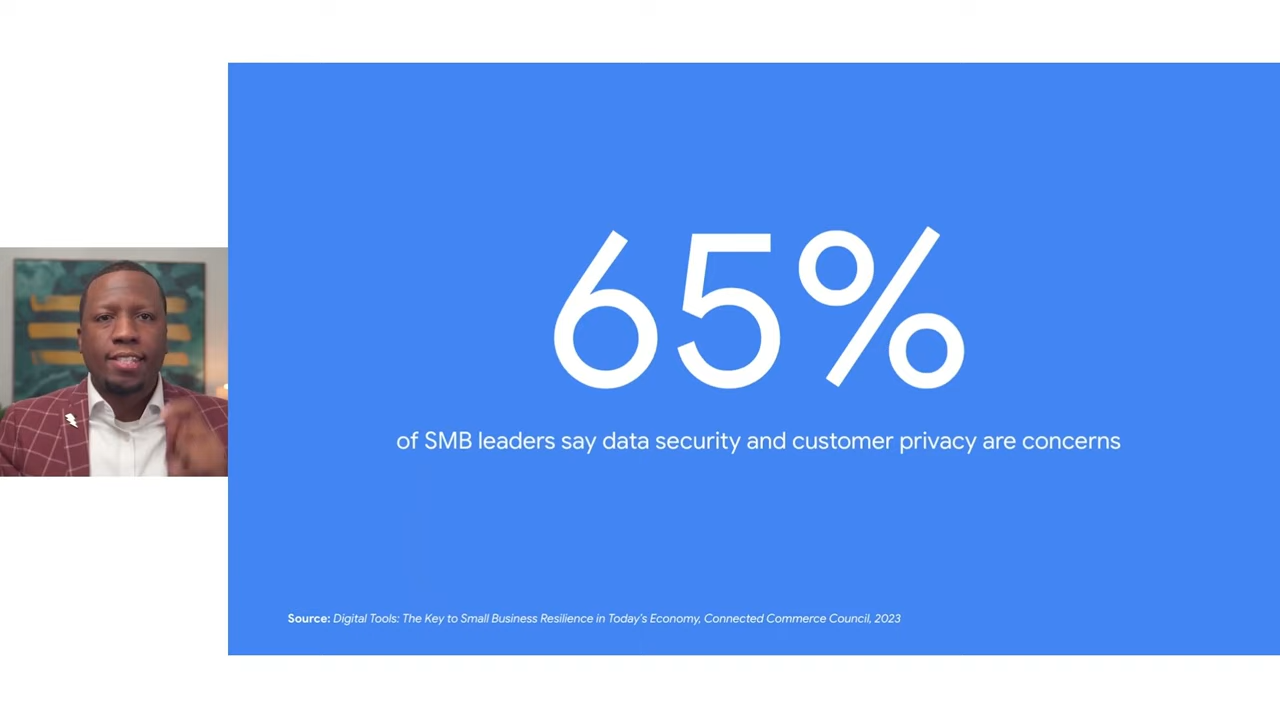 65%
of SMB leaders say data security and customer privacy are concerns
Source: Digital Tools: The Key to Small Business Resilience in Today's Economy, Connected Commerce Council, 2023